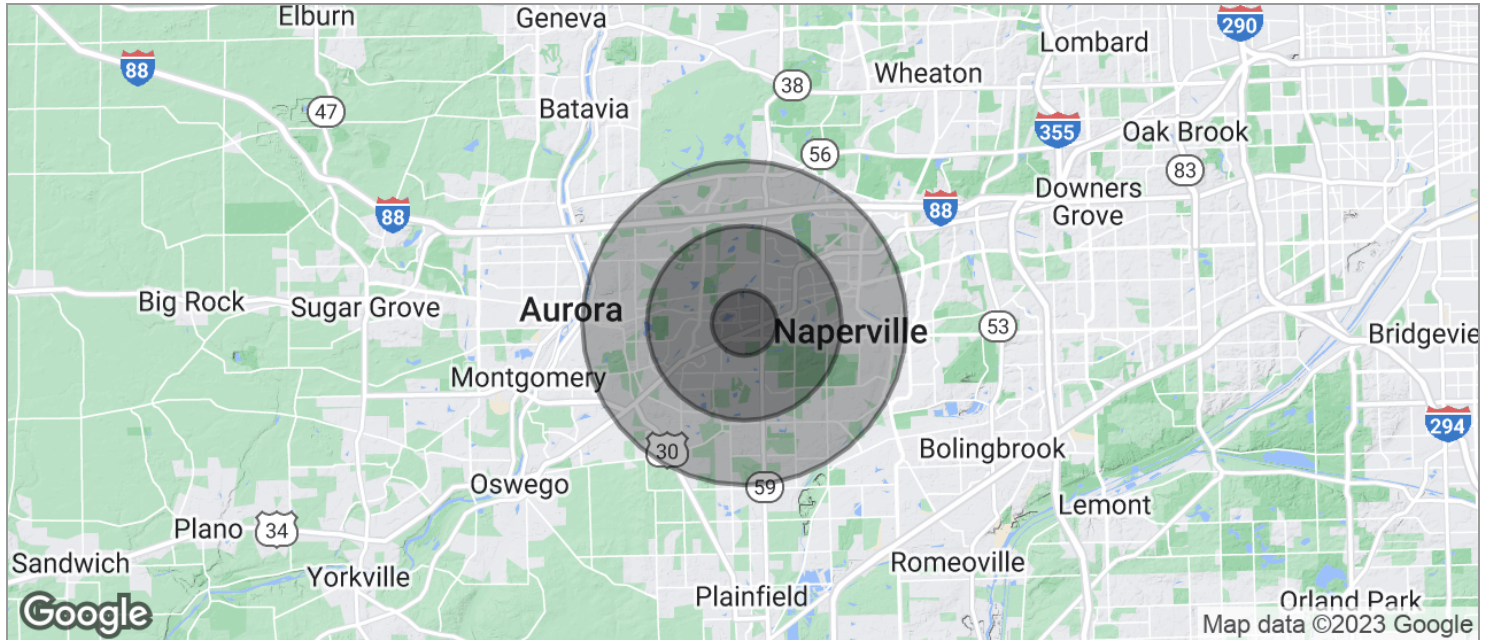 Elburn
Geneva
290
Lombard
88
Wheaton
38
47
Batavia
355
Oak Brook
56
83
Downers
Grove
88
88
Big Rock
Sugar Grove
Aurora
Naperville
53
Bridgevie
Montgomery
294
30
Bolingbrook
Oswego
59
Lemont
Plano
34
Sandwich
Yorkville
Romeoville
Plainfield
Orland Park
Google
Map data ©2023 Google